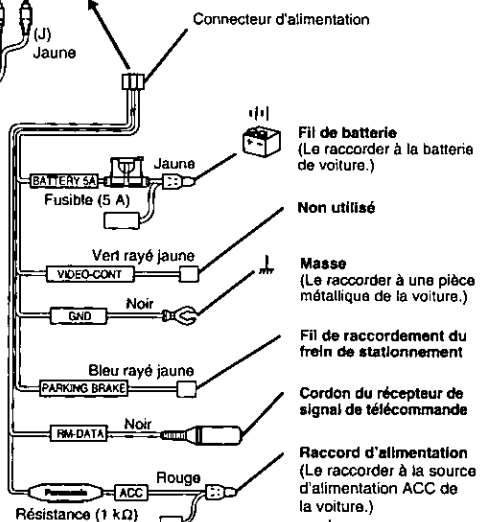 Connecteur d'alimentation
(J)
Jaune
Fil de batterie
(Le raccorder à la batterie
de voiture.)
Jaune
BATTERY 5A
Fusible (5 A)
Non utilisé
Vert rayé jaune
VIDEO-CONT
Masse
(Le raccorder à une pièce
métallique de la voiture.)
Noir
GND
Fil de raccordement du
frein de stationnement
Bleu rayé jaune
PARKING BRAKE
Cordon du récepteur de
signal de télécommande
Noir
RM-DATA
Raccord d'alimentation
(Le raccorder à la source
d'alimentation ACC de
la voiture.)
Rouge
Panasonic
ACC
Résistance (1 kΩ)